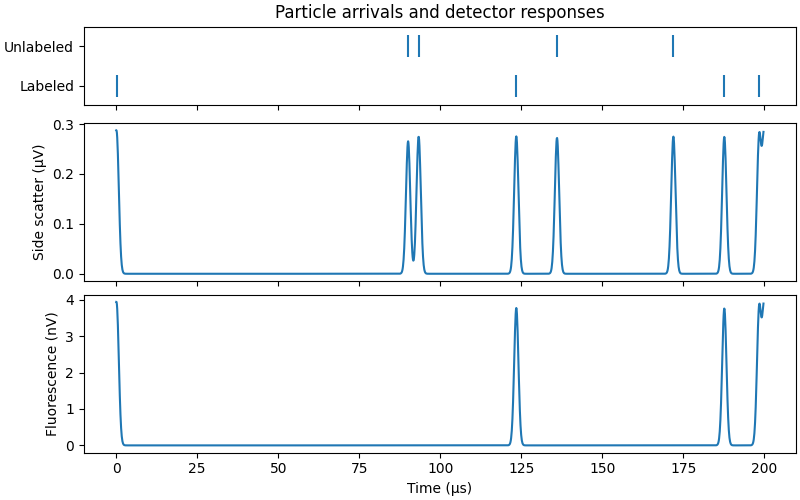 Particle arrivals and detector responses
Unlabeled
Labeled
Side scatter (µV)
0.3
0.2
0.1
0.0
Fluorescence (nV)
4
3
2
1
0
0 25 50 75 100 125 150 175 200
Time (µs)